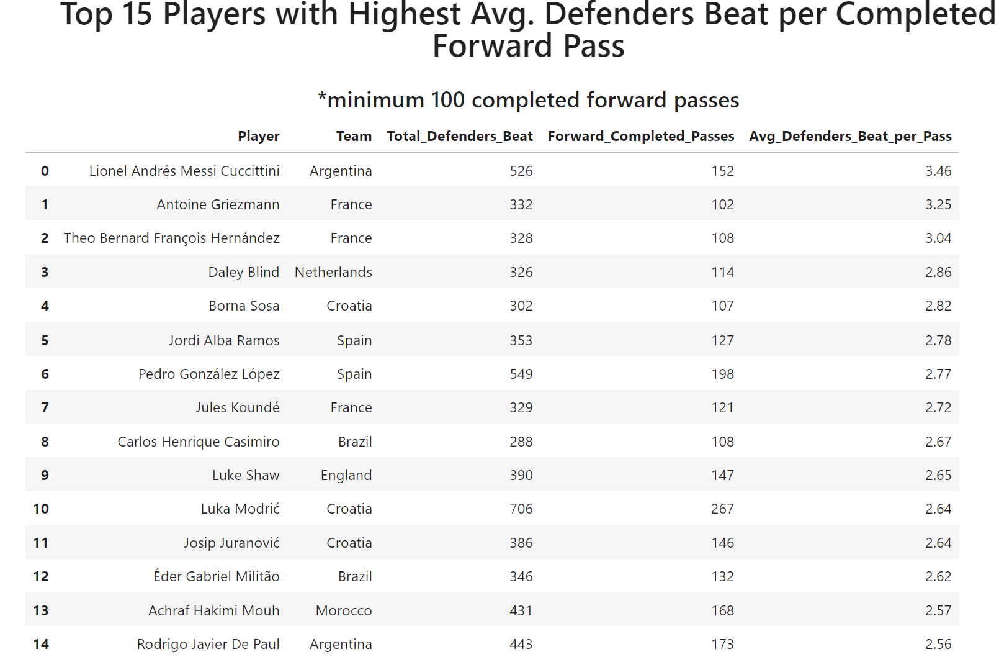 Top 15 Players with Highest Avg. Defenders Beat per Completed
Forward Pass
*minimum 100 completed forward passes
Player Team Total_Defenders_Beat Forward_Completed_Passes Avg_Defenders_Beat_per_Pass
0 Lionel Andrés Messi Cuccittini Argentina 526 152 3.46
1 Antoine Griezmann France 332 102 3.25
2 Theo Bernard François Hernández France 328 108 3.04
3 Daley Blind Netherlands 326 114 2.86
4 Borna Sosa Croatia 302 107 2.82
5 Jordi Alba Ramos Spain 353 127 2.78
6 Pedro González López Spain 549 198 2.77
7 Jules Koundé France 329 121 2.72
8 Carlos Henrique Casimiro Brazil 288 108 2.67
9 Luke Shaw England 390 147 2.65
10 Luka Modrić Croatia 706 267 2.64
11 Josip Juranović Croatia 386 146 2.64
12 Éder Gabriel Militão Brazil 346 132 2.62
13 Achraf Hakimi Mouh Morocco 431 168 2.57
14 Rodrigo Javier De Paul Argentina 443 173 2.56